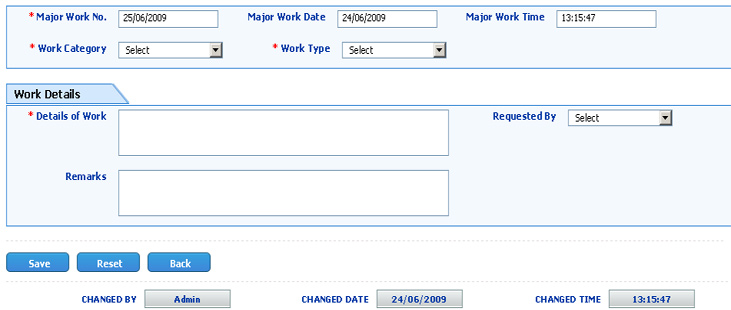 * Major Work No. 25/06/2009 Major Work Date 24/06/2009 Major Work Time 13:15:47
* Work Category Select * Work Type Select
Work Details
* Details of Work Requested By Select
Remarks
Save Reset Back
CHANGED BY Admin CHANGED DATE 24/06/2009 CHANGED TIME 13:15:47